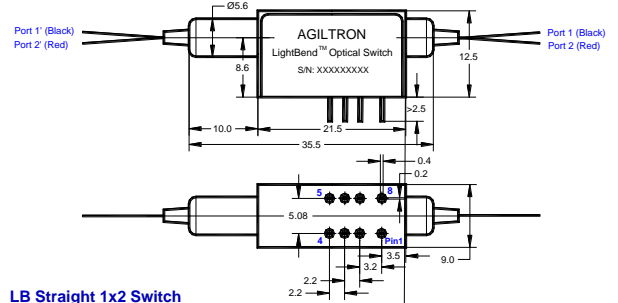 Ø5.6
Port 1' (Black)
Port 2' (Red)
AGILTRON
LightBend™ Optical Switch
S/N: XXXXXXXXX
Port 1 (Black)
Port 2 (Red)
12.5
8.6
>2.5
10.0
21.5
35.5
0.4
0.2
5
8
5.08
4
Pin1
3.5
9.0
3.2
2.2
2.2
LB Straight 1x2 Switch